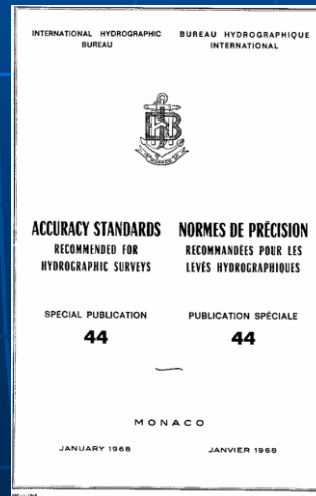 INTERNATIONAL HYDROGRAPHIC
BUREAU
BUREAU HYDROGRAPHIQUE
INTERNATIONAL
ACCURACY STANDARDS
RECOMMENDED FOR
HYDROGRAPHIC SURVEYS
NORMES DE PRÉCISION
RECOMMANDÉES POUR LES
LEVÉS HYDROGRAPHIQUES
SPECIAL PUBLICATION
44
PUBLICATION SPÉCIALE
44
MONACO
JANUARY 1968
JANVIER 1968